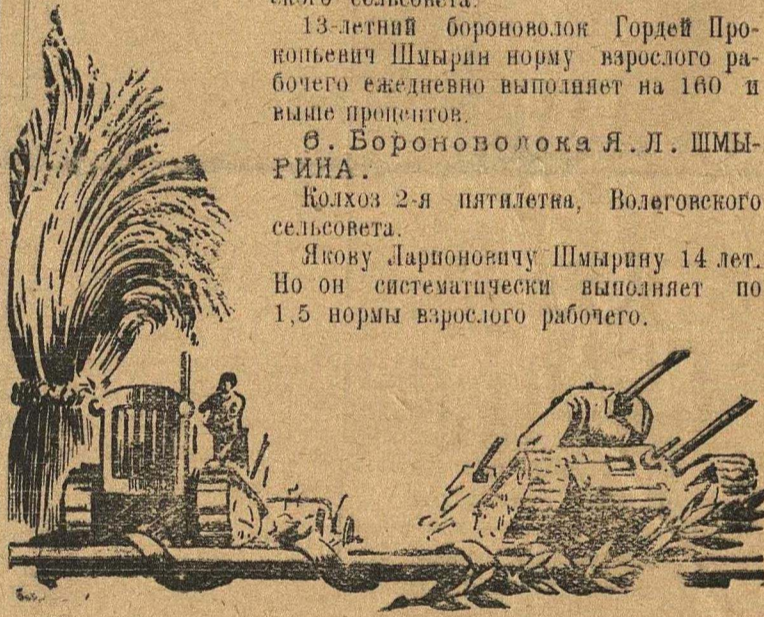 ского сельсовета.
13-летний бороноволок Гордей Про-
копьевич Шмырин норму взрослого ра-
бочего ежедневно выполняет на 160 и
выше процентов.
6. Бороноволока Я. Л. ШМЫ-
РИНА.
Колхоз 2-я пятилетка, Волеговского
сельсовета.
Якову Ларионовичу Шмырину 14 лет.
Но он систематически выполняет по
1,5 нормы взрослого рабочего.